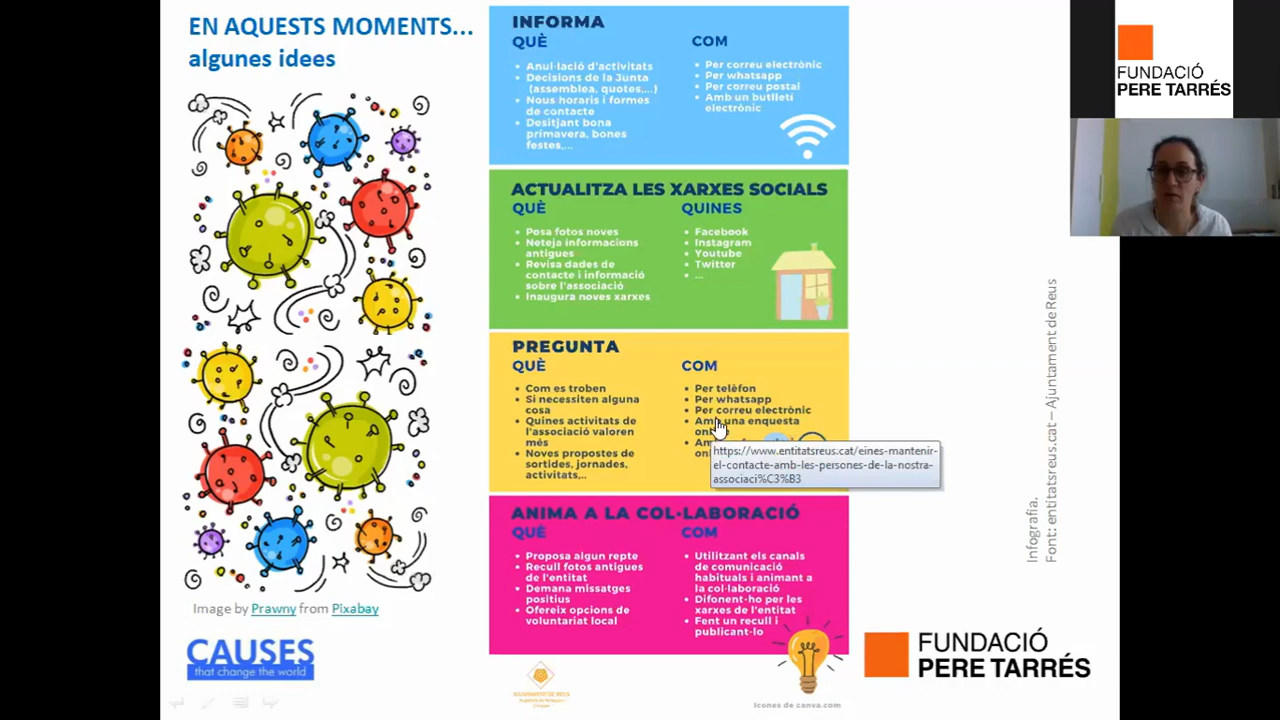 EN AQUESTS MOMENTS...
algunes idees
Image by Prawny from Pixabay
CAUSES
that change the world
INFORMA
QUÈ
Anul·lació d'activitats
Decisions de la Junta
(assemblea, quotes,...)
Nous horaris i formes
de contacte
Desitjant bona
primavera, bones
festes,...
COM
Per correu electrònic
Per whatsapp
Per correu postal
Amb un butlletí
electrònic
ACTUALITZA LES XARXES SOCIALS
QUÈ
Posa fotos noves
Neteja informacions
antigues
Revisa dades de
contacte i informació
sobre l'associació
Inaugura noves xarxes
QUINES
Facebook
Instagram
Youtube
Twitter
...
PREGUNTA
QUÈ
Com es troben
Si necessiten alguna
cosa
Quines activitats de
l'associació valoren
més
Noves propostes de
sortides, jornades,
activitats,..
COM
Per telèfon
Per whatsapp
Per correu electrònic
una enquesta
https://www.entitatsreus.cat/eines-mantenir-
el-contacte-amb-les-persones-de-la-nostra-
associaci%C3%B3
ANIMA A LA COL·LABORACIÓ
QUÈ
Proposa algun repte
Recull fotos antigues
de l'entitat
Demana missatges
positius
Ofereix opcions de
voluntariat local
COM
Utilitzant els canals
de comunicació
habituals i animant a
la col·laboració
Difonent-ho per les
xarxes de l'entitat
Fent un recull i
publicant-lo
AJUNTAMENT DE REUS
Icones de canva.com
Infografia.
Font: entitatsreus.cat – Ajuntament de Reus
FUNDACIÓ
PERE TARRÉS
FUNDACIÓ
PERE TARRÉS